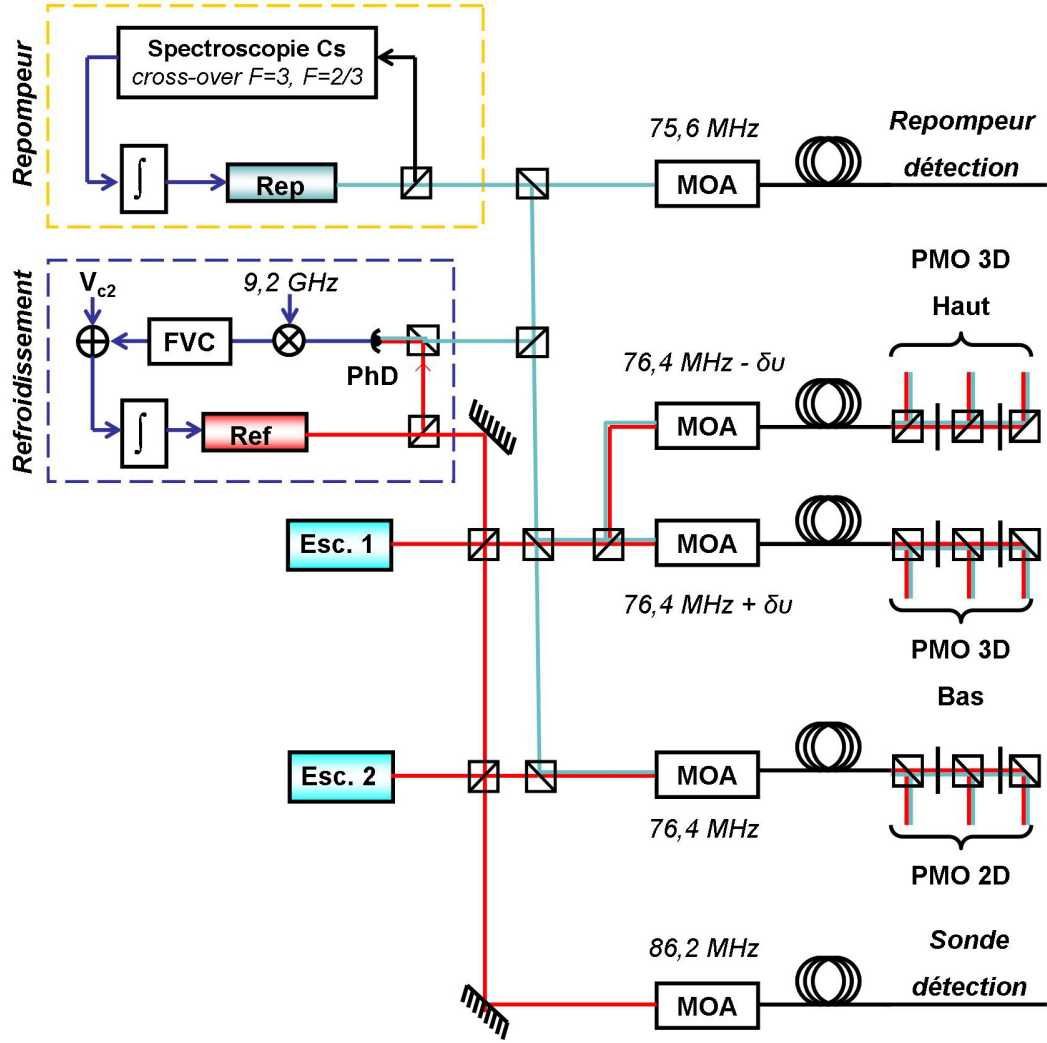 Repompeur
Spectroscopie Cs
cross-over F=3, F=2/3
∫
Rep
75,6 MHz
MOA
Repompeur
détection
Refroidissement
Vc2
9,2 GHz
FVC
PhD
∫
Ref
76,4 MHz - δυ
MOA
PMO 3D
Haut
Esc. 1
MOA
76,4 MHz + δυ
PMO 3D
Bas
Esc. 2
MOA
76,4 MHz
PMO 2D
86,2 MHz
MOA
Sonde
détection